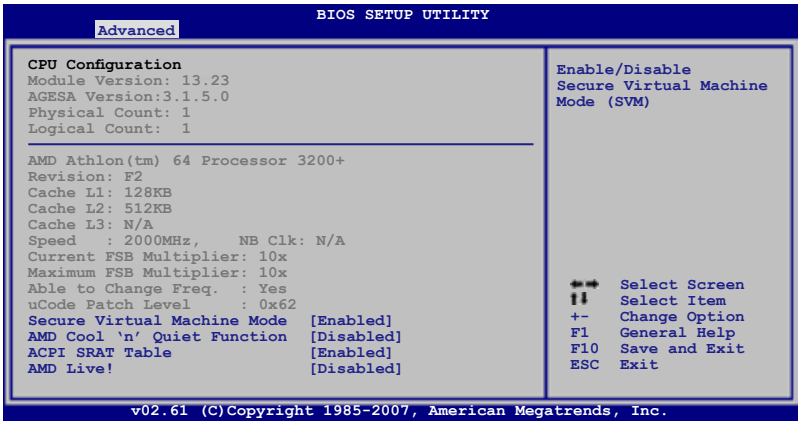 BIOS SETUP UTILITY
Advanced
CPU Configuration
Module Version: 13.23
AGESA Version:3.1.5.0
Physical Count: 1
Logical Count:  1
AMD Athlon(tm) 64 Processor 3200+
Revision: F2
Cache L1: 128KB
Cache L2: 512KB
Cache L3: N/A
Speed  : 2000MHz,    NB Clk: N/A
Current FSB Multiplier: 10x
Maximum FSB Multiplier: 10x
Able to Change Freq.  : Yes
uCode Patch Level     : 0x62
Secure Virtual Machine Mode  [Enabled]
AMD Cool ‘n’ Quiet Function  [Disabled]
ACPI SRAT Table              [Enabled]
AMD Live!                    [Disabled]
Enable/Disable
Secure Virtual Machine
Mode (SVM)
←→   Select Screen
↑↓   Select Item
+-   Change Option
F1   General Help
F10  Save and Exit
ESC  Exit
v02.61 (C)Copyright 1985-2007, American Megatrends, Inc.